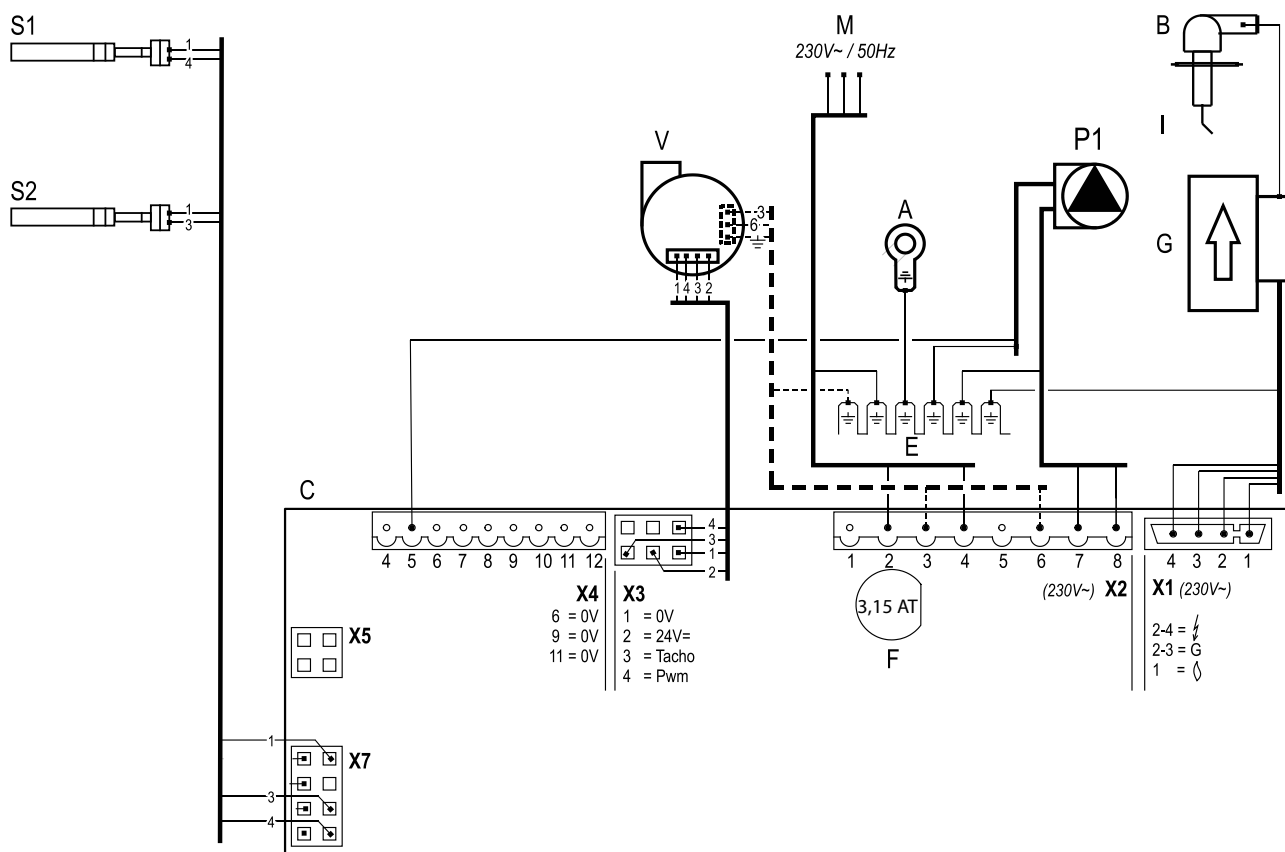 S1
1
4
S2
1
3
V
3
6
1 4 3 2
M
230V~ / 50Hz
A
P1
B
I
G
E
C
4 5 6 7 8 9 10 11 12
X4
6 = 0V
9 = 0V
11 = 0V
4
3
1
2
X3
1 = 0V
2 = 24V=
3 = Tacho
4 = Pwm
1 2 3 4 5 6 7 8
(230V~) X2
3,15 AT
F
4 3 2 1
X1 (230V~)
2-4 =
2-3 = G
1 =
X5
X7
1
3
4